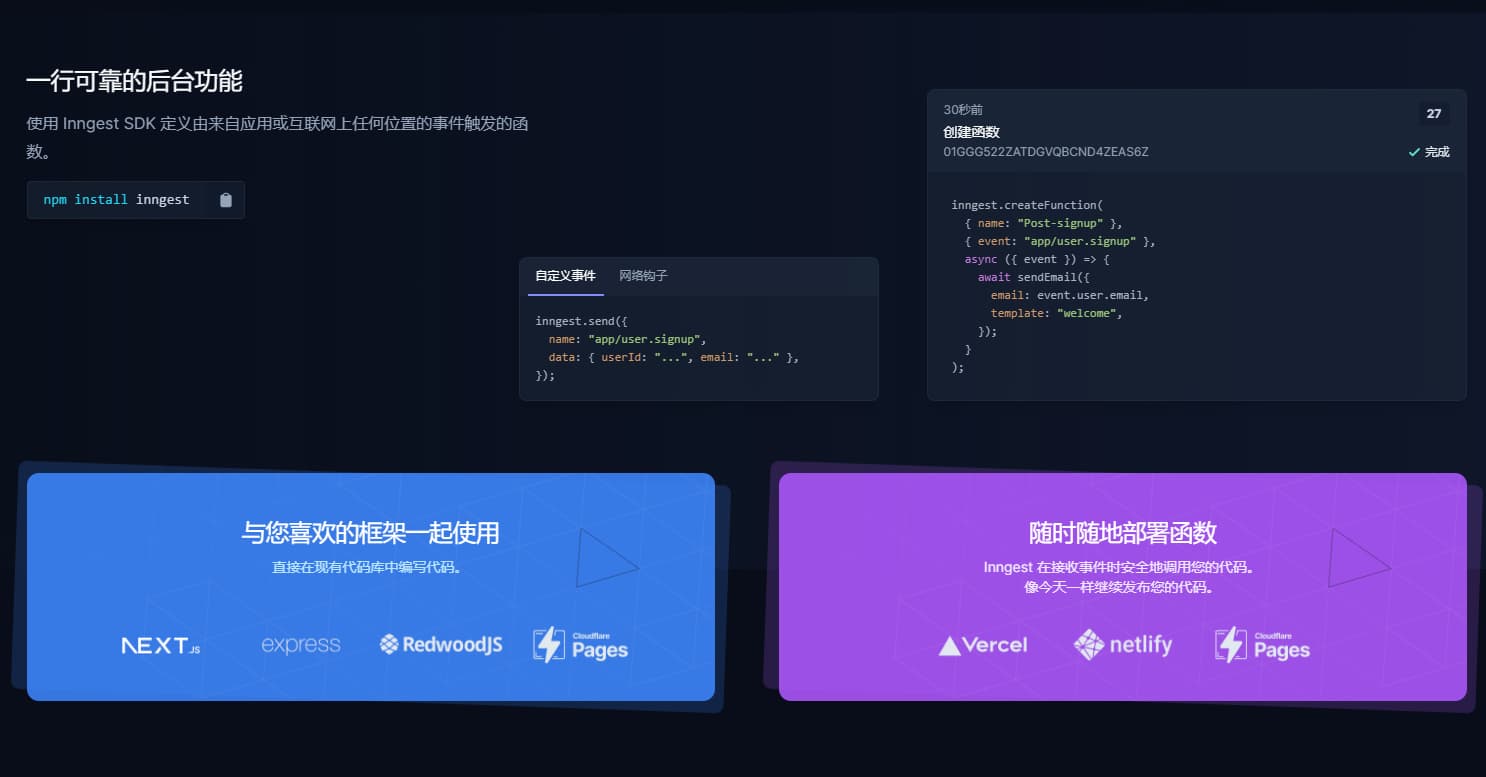 一行可靠的后台功能
使用 Inngest SDK 定义由来自应用或互联网上任何位置的事件触发的函
数。
npm install inngest
自定义事件 网络钩子
inngest.send({
  name: "app/user.signup",
  data: { userId: "...", email: "..." },
});
30秒前
27
创建函数
01GGG522ZATDGVQBCND4ZEAS6Z
完成
inngest.createFunction(
  { name: "Post-signup" },
  { event: "app/user.signup" },
  async ({ event }) => {
    await sendEmail({
      email: event.user.email,
      template: "welcome",
    });
  }
);
与您喜欢的框架一起使用
直接在现有代码库中编写代码。
NEXT.JS express RedwoodJS Cloudflare Pages
随时随地部署函数
Inngest 在接收事件时安全地调用您的代码。
像今天一样继续发布您的代码。
Vercel netlify Cloudflare Pages